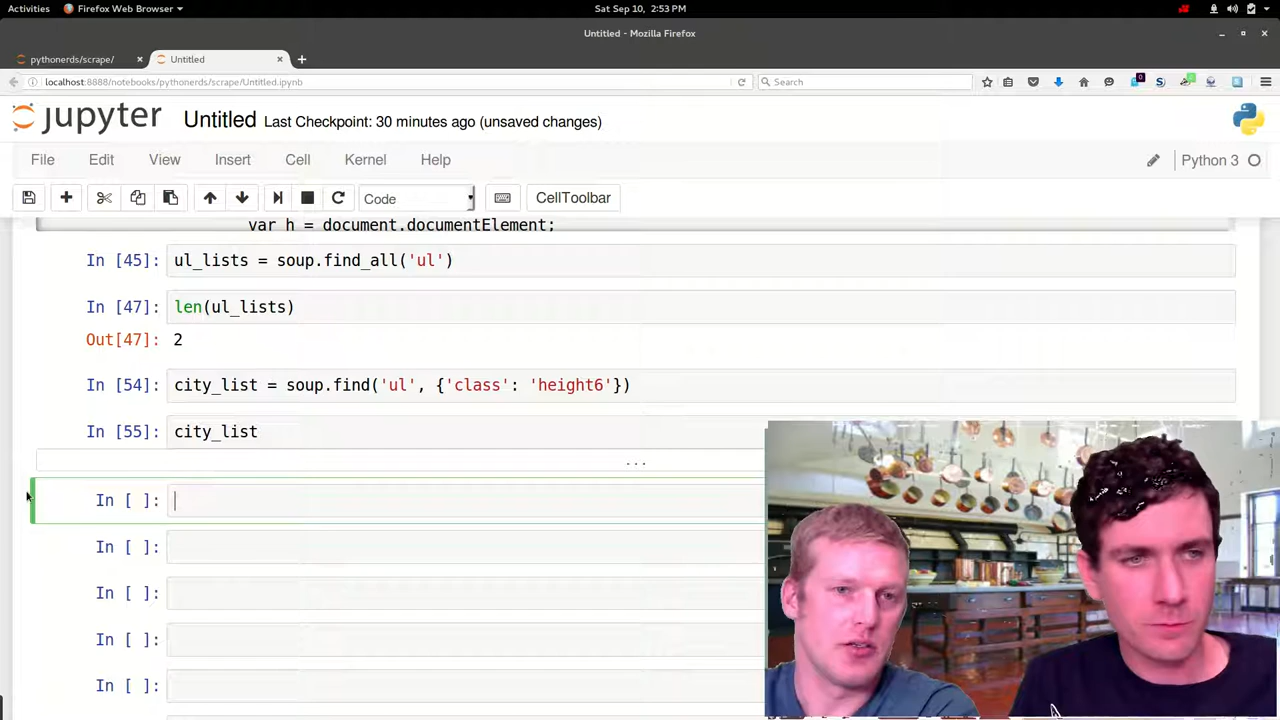 Activities Firefox Web Browser Sat Sep 10, 2:53 PM
Untitled - Mozilla Firefox
pythonerds/scrape/ × Untitled ×
localhost:8888/notebooks/pythonerds/scrape/Untitled.ipynb Search 0
jupyter Untitled Last Checkpoint: 30 minutes ago (unsaved changes)
File Edit View Insert Cell Kernel Help Python 3
Code CellToolbar
var h = document.documentElement;
In [45]: ul_lists = soup.find_all('ul')
In [47]: len(ul_lists)
Out[47]: 2
In [54]: city_list = soup.find('ul', {'class': 'height6'})
In [55]: city_list
...
In [ ]:
In [ ]:
In [ ]:
In [ ]:
In [ ]: